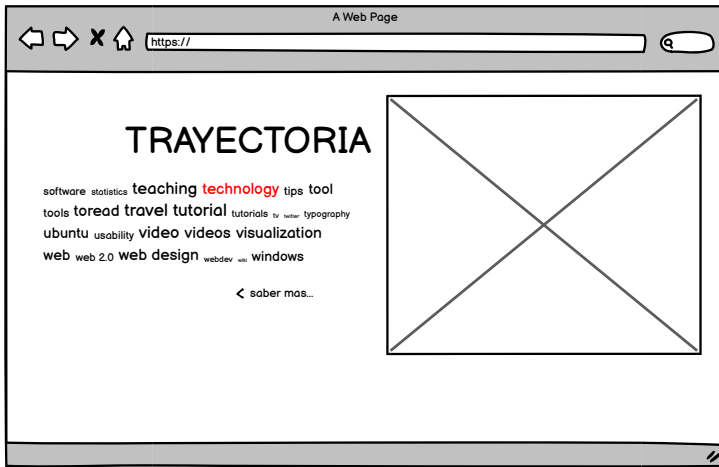 A Web Page
https://
TRAYECTORIA
software statistics teaching technology tips tool
tools toread travel tutorial tutorials tv twitter typography
ubuntu usability video videos visualization
web web 2.0 web design webdev wiki windows
saber mas...